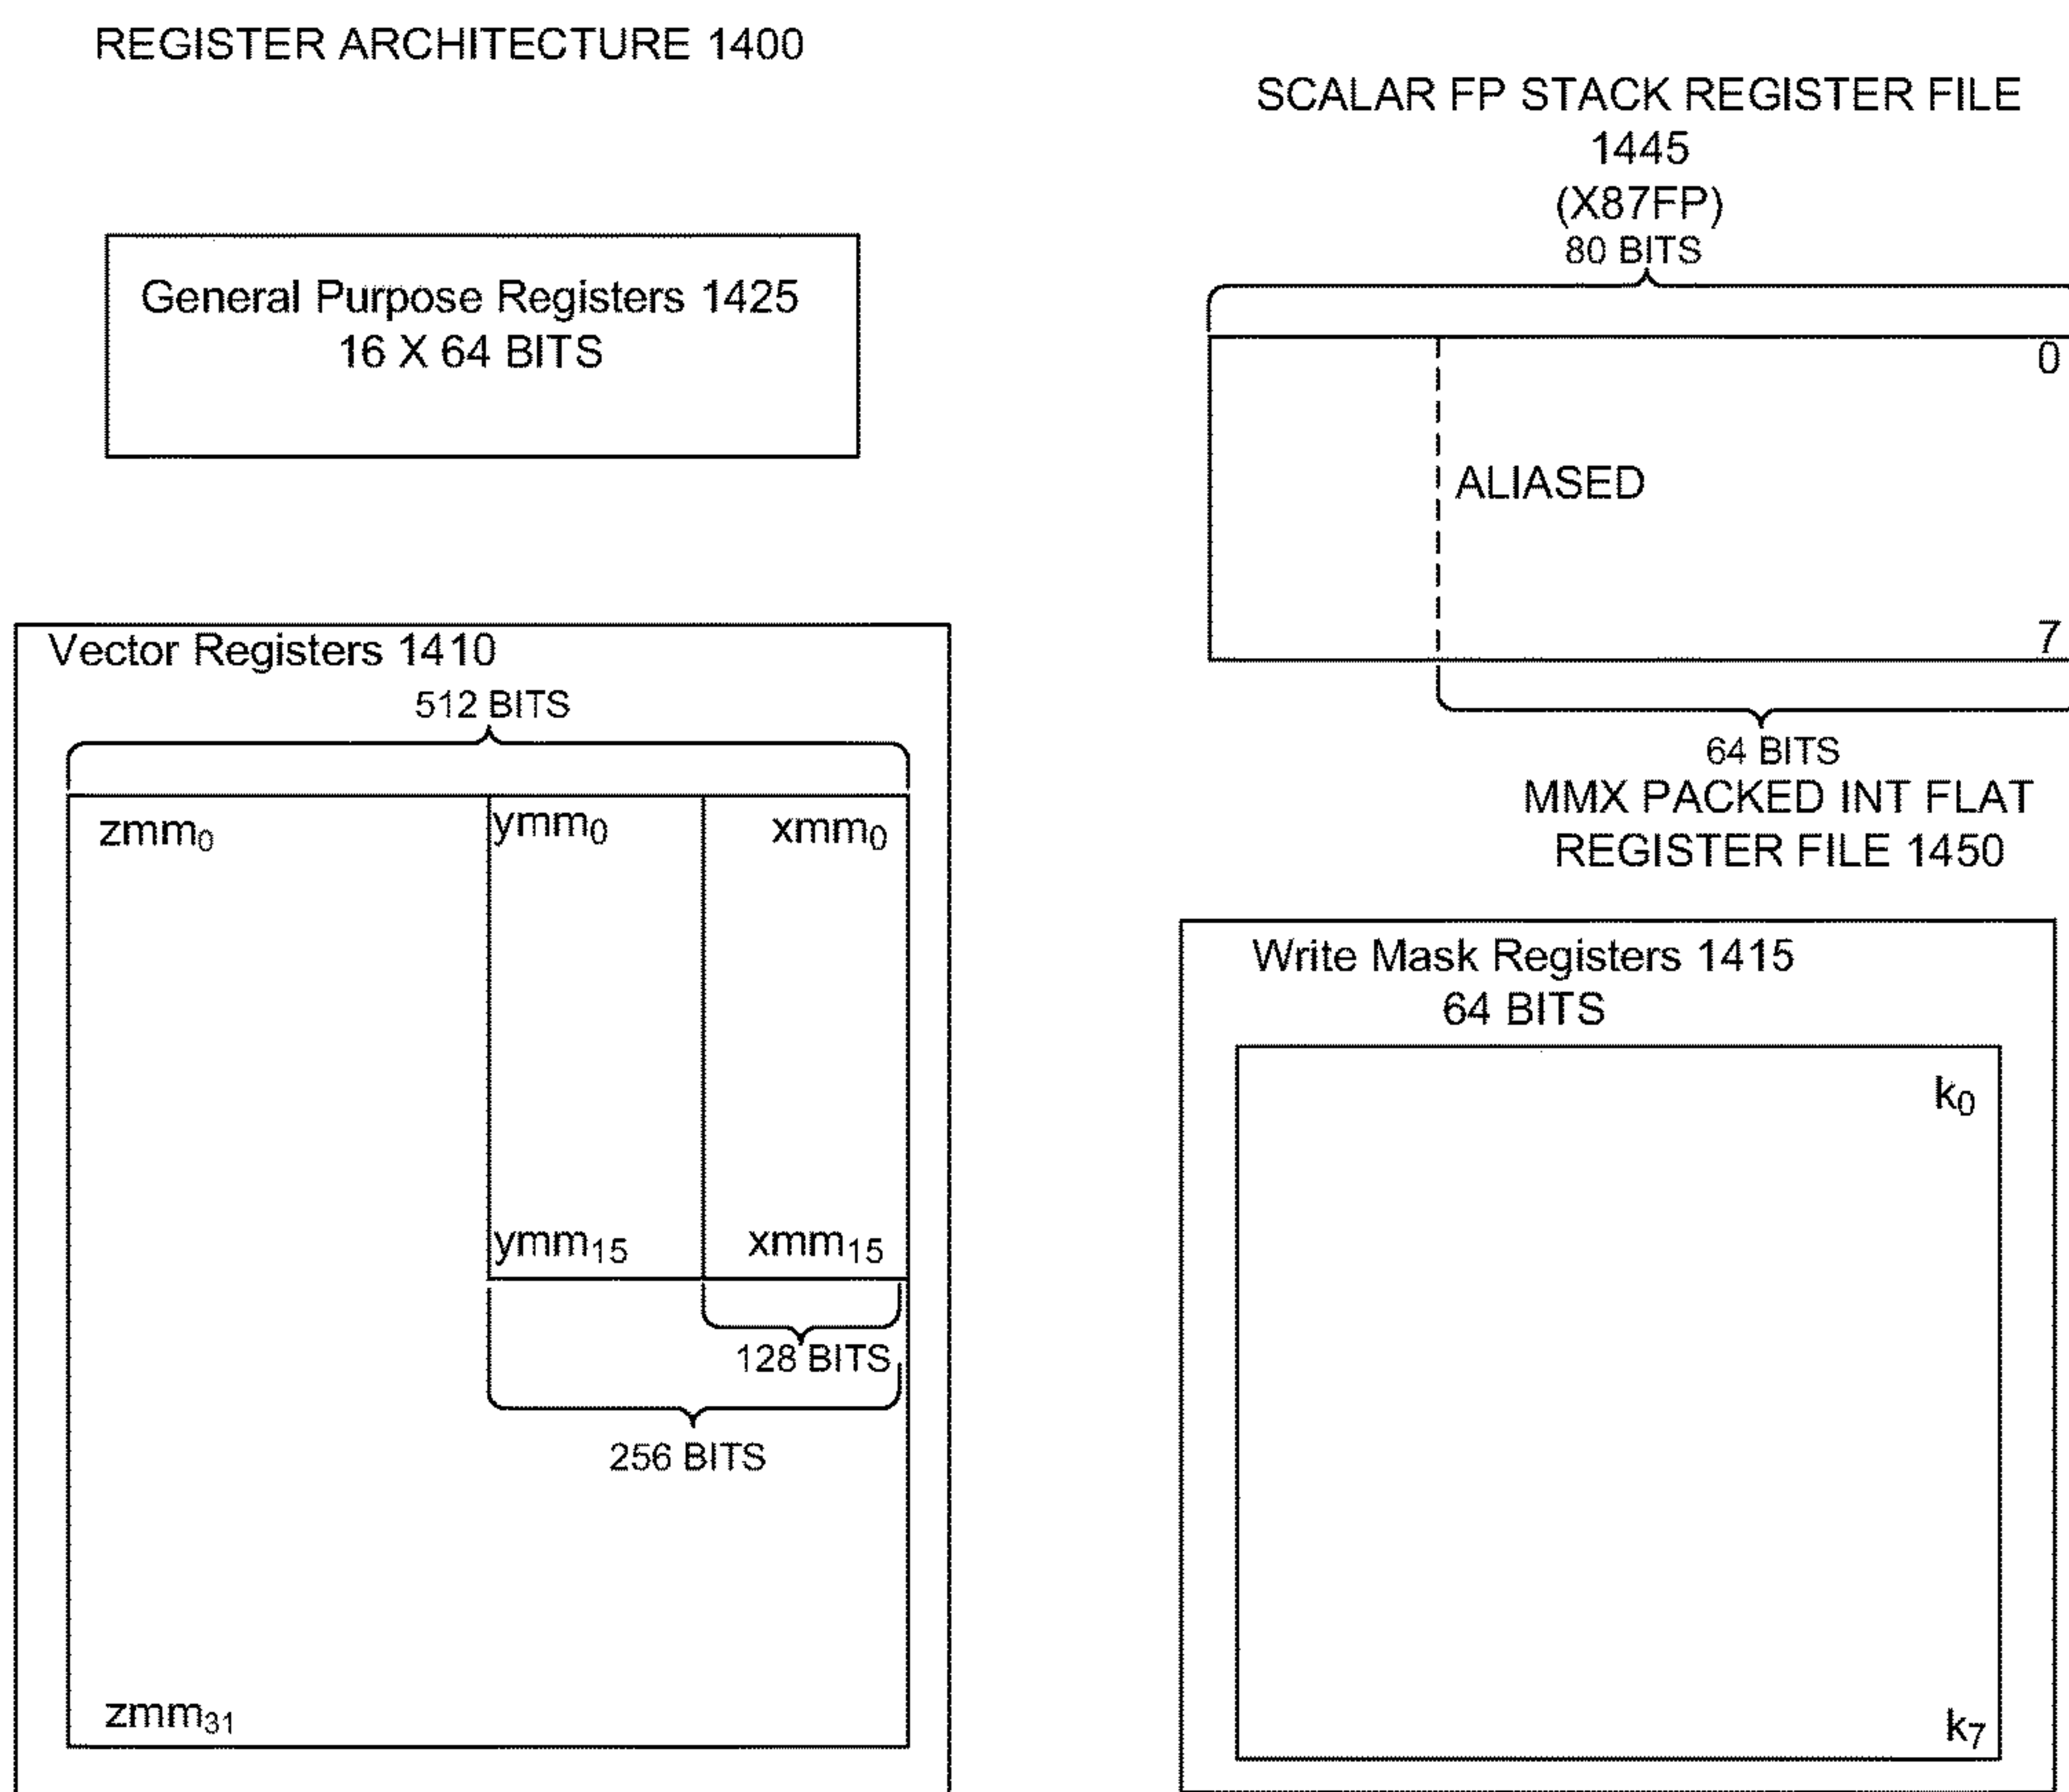 REGISTER ARCHITECTURE 1400
General Purpose Registers 1425
16 X 64 BITS
Vector Registers 1410
512 BITS
zmm₀ ymm₀ xmm₀
ymm₁₅ xmm₁₅
128 BITS
256 BITS
zmm₃₁
SCALAR FP STACK REGISTER FILE
1445
(X87FP)
80 BITS
0
ALIASED
7
64 BITS
MMX PACKED INT FLAT
REGISTER FILE 1450
Write Mask Registers 1415
64 BITS
k₀
k₇